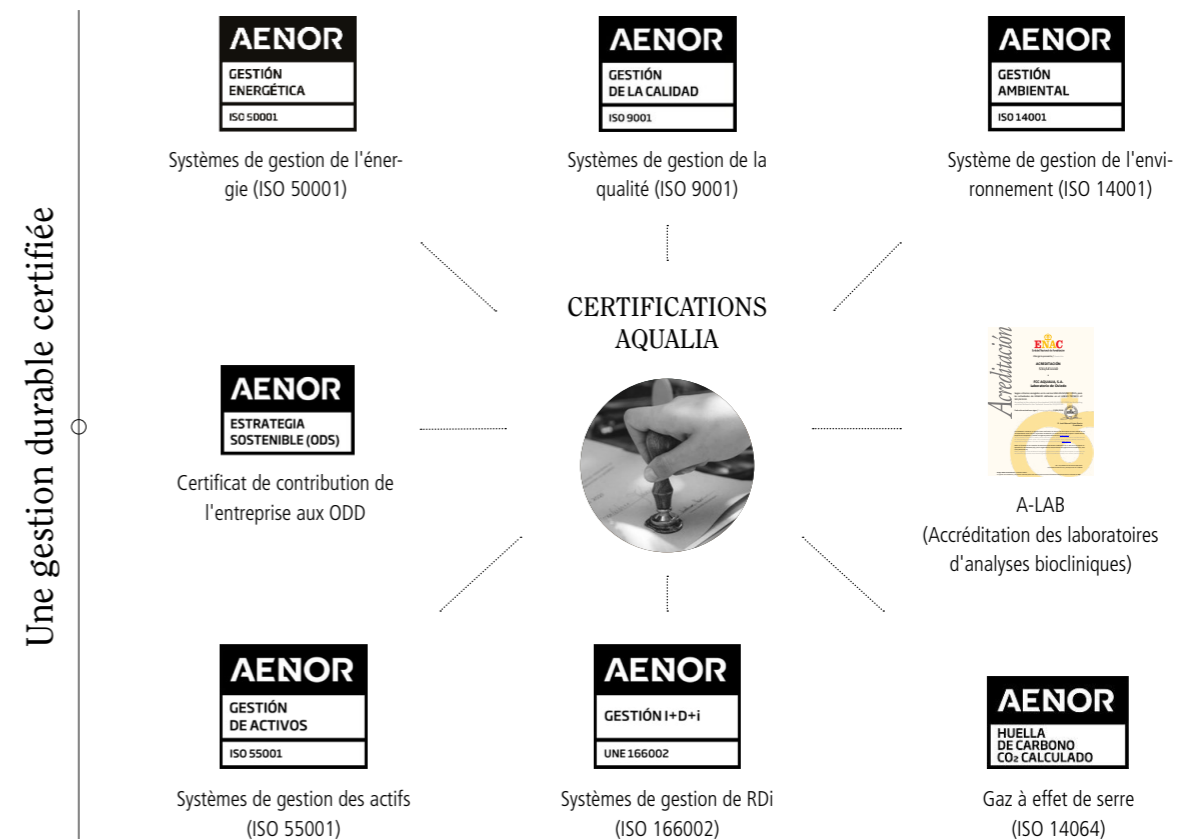 Une gestion durable certifiée
AENOR
GESTIÓN
ENERGÉTICA
ISO 50001
Systèmes de gestion de l'éner-
gie (ISO 50001)
AENOR
GESTIÓN
DE LA CALIDAD
ISO 9001
Systèmes de gestion de la
qualité (ISO 9001)
AENOR
GESTIÓN
AMBIENTAL
ISO 14001
Système de gestion de l'envi-
ronnement (ISO 14001)
CERTIFICATIONS
AQUALIA
AENOR
ESTRATEGIA
SOSTENIBLE (ODS)
Certificat de contribution de
l'entreprise aux ODD
Acreditación
ENAC
ACREDITACIÓN
FCC AQUALIA, S.A.
A-LAB
(Accréditation des laboratoires
d'analyses biocliniques)
AENOR
GESTIÓN
DE ACTIVOS
ISO 55001
Systèmes de gestion des actifs
(ISO 55001)
AENOR
GESTIÓN I+D+i
UNE 166002
Systèmes de gestion de RDi
(ISO 166002)
AENOR
HUELLA
DE CARBONO
CO₂ CALCULADO
Gaz à effet de serre
(ISO 14064)